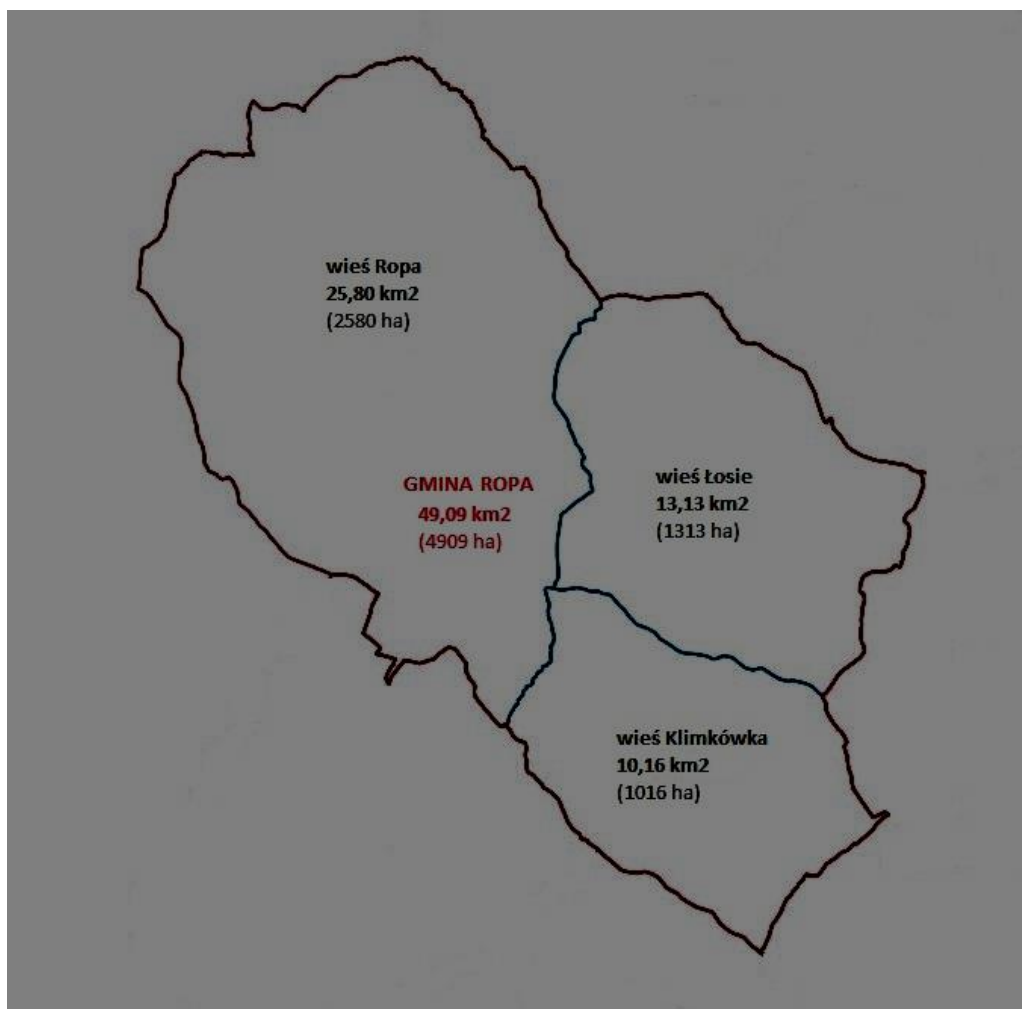 wieś Ropa
25,80 km2
(2580 ha)
GMINA ROPA
49,09 km2
(4909 ha)
wieś Łosie
13,13 km2
(1313 ha)
wieś Klimkówka
10,16 km2
(1016 ha)